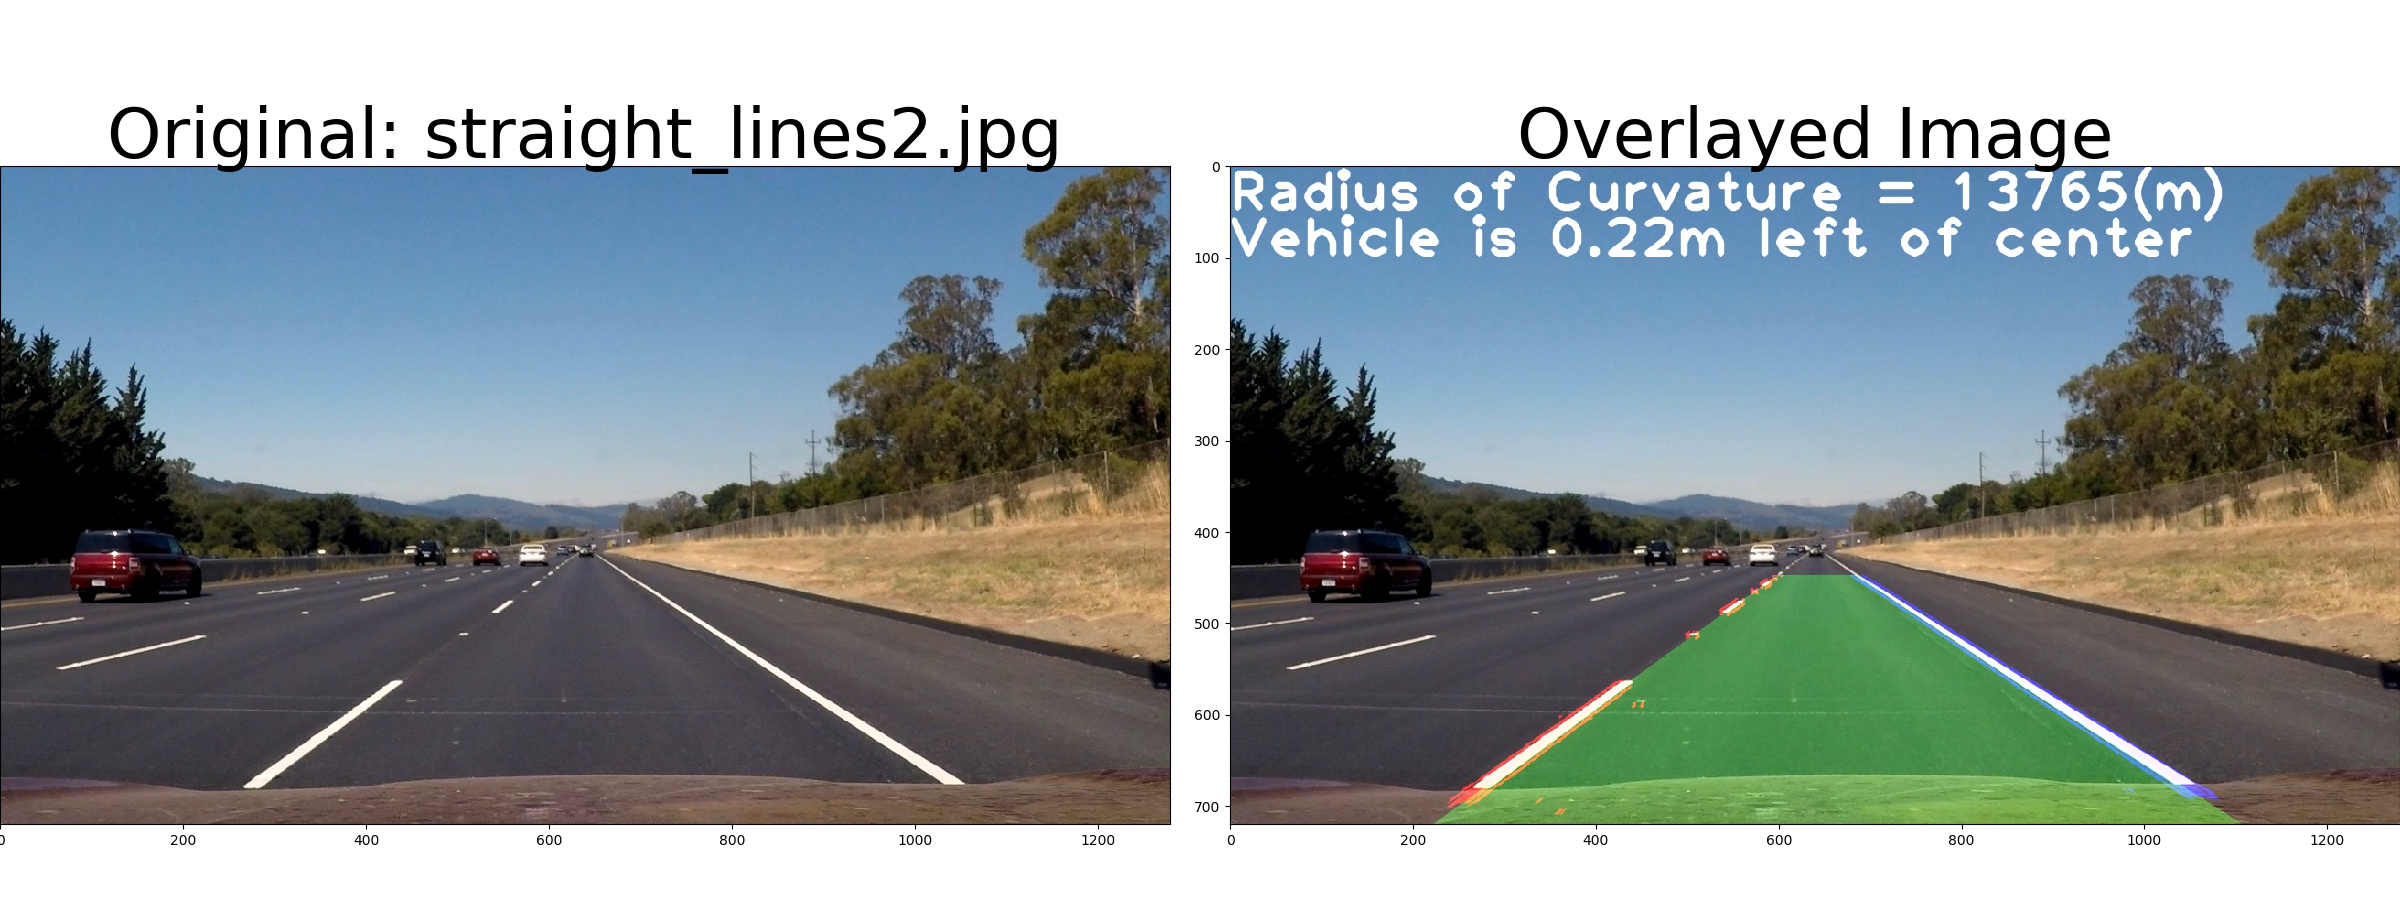 Original: straight_lines2.jpg
Overlayed Image
Radius of Curvature = 13765(m)
Vehicle is 0.22m left of center
0
100
200
300
400
500
600
700
0 200 400 600 800 1000 1200
0 200 400 600 800 1000 1200